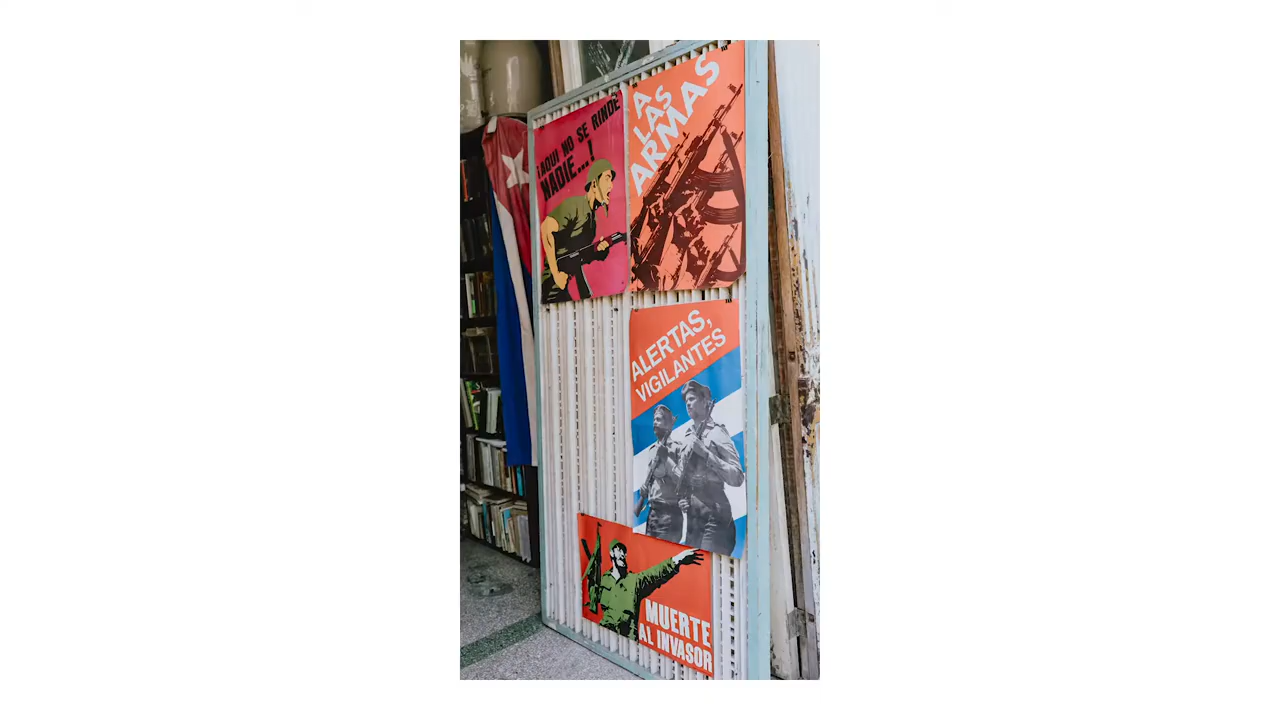 ¡AQUI NO SE RINDE
NADIE...!
A
LAS
ARMAS
ALERTAS,
VIGILANTES
MUERTE
AL INVASOR